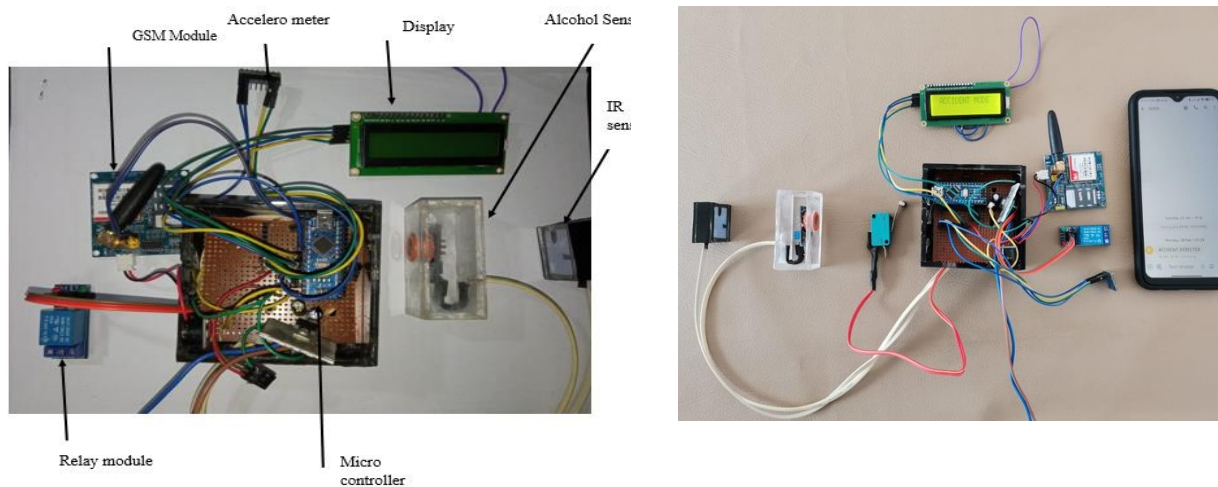 GSM Module
Accelero meter
Display
Alcohol Sens
IR
sens
Relay module
Micro
controller
ACCIDENT MODE